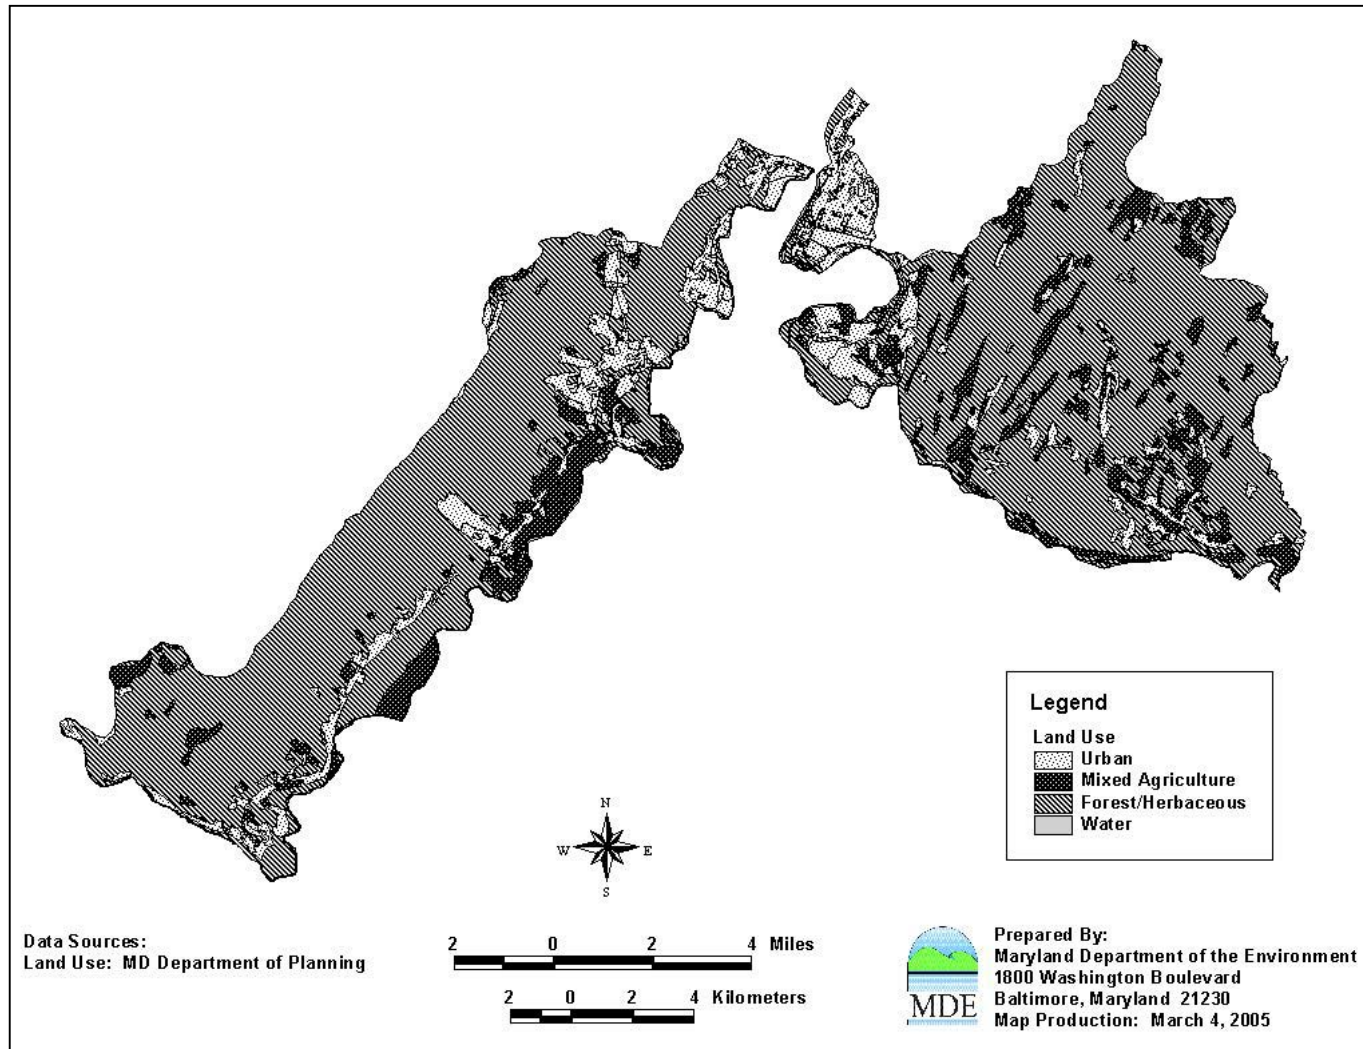 Legend
Land Use
Urban
Mixed Agriculture
Forest/Herbaceous
Water
N
W E
S
Data Sources:
Land Use: MD Department of Planning
2 0 2 4 Miles
2 0 2 4 Kilometers
MDE
Prepared By:
Maryland Department of the Environment
1800 Washington Boulevard
Baltimore, Maryland 21230
Map Production: March 4, 2005